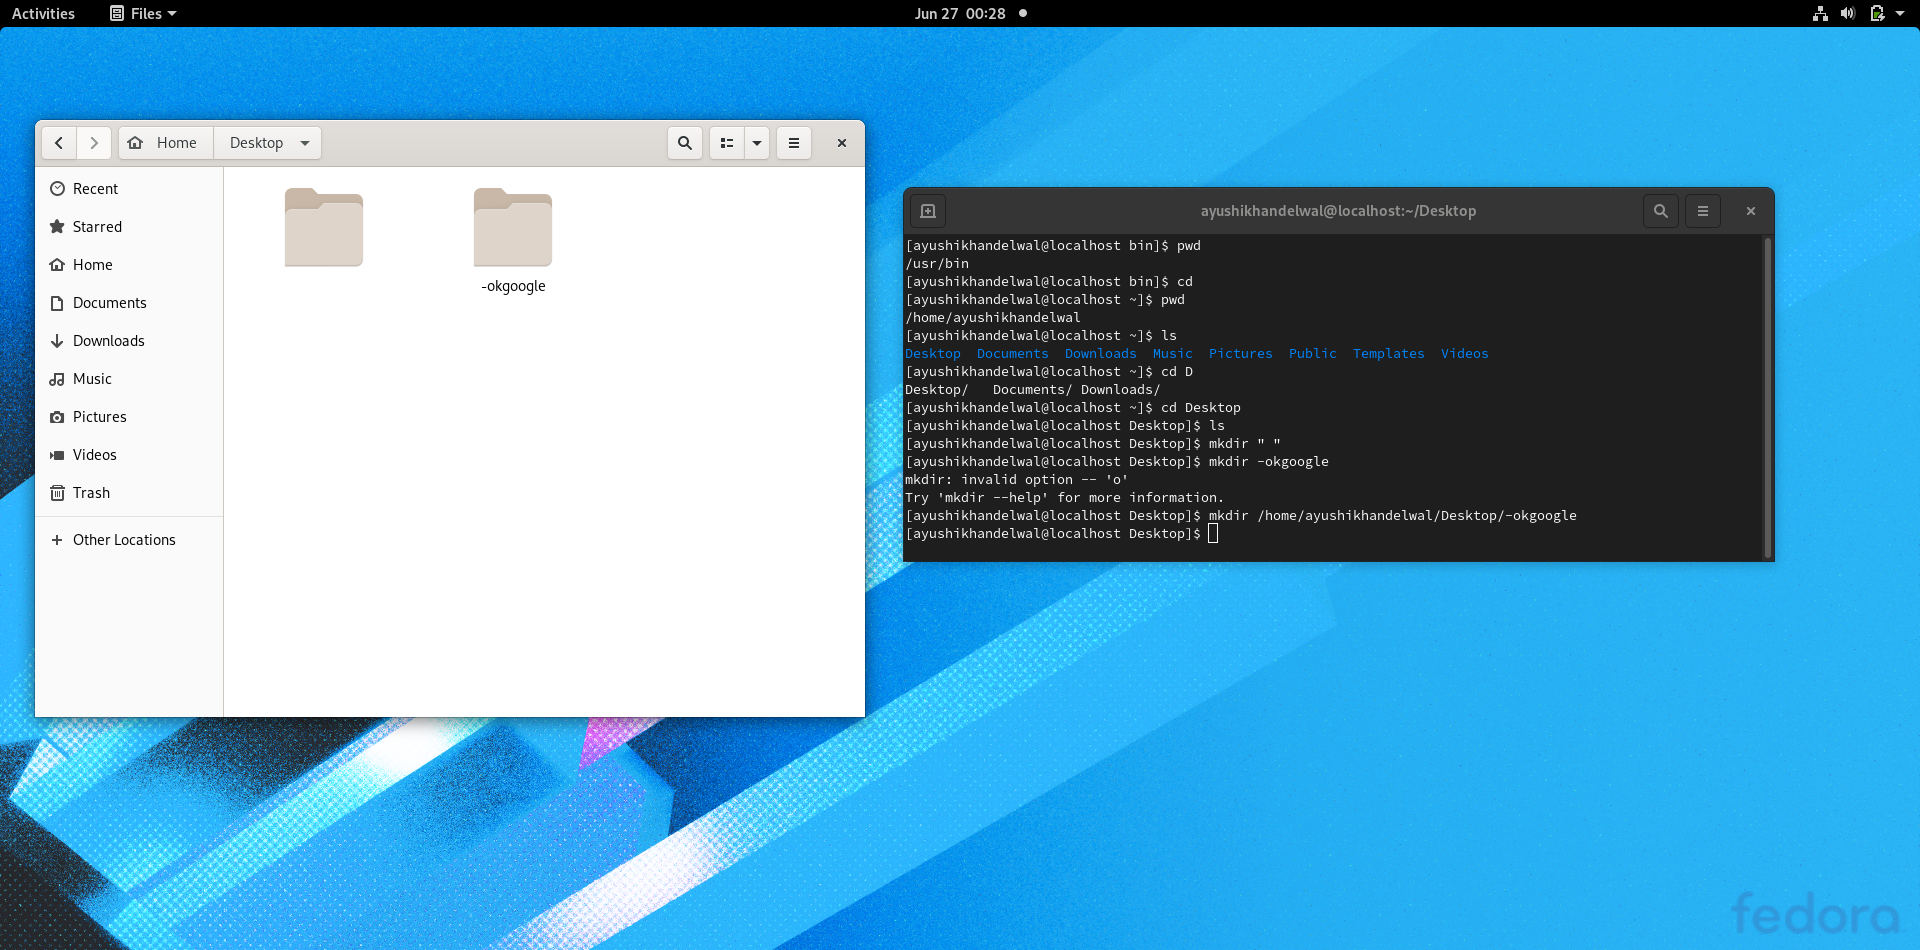 Activities Files Jun 27 00:28
Home Desktop
Recent
Starred
Home
Documents
Downloads
Music
Pictures
Videos
Trash
Other Locations
-okgoogle
ayushikhandelwal@localhost:~/Desktop
[ayushikhandelwal@localhost bin]$ pwd
/usr/bin
[ayushikhandelwal@localhost bin]$ cd
[ayushikhandelwal@localhost ~]$ pwd
/home/ayushikhandelwal
[ayushikhandelwal@localhost ~]$ ls
Desktop  Documents  Downloads  Music  Pictures  Public  Templates  Videos
[ayushikhandelwal@localhost ~]$ cd D
Desktop/   Documents/ Downloads/
[ayushikhandelwal@localhost ~]$ cd Desktop
[ayushikhandelwal@localhost Desktop]$ ls
[ayushikhandelwal@localhost Desktop]$ mkdir " "
[ayushikhandelwal@localhost Desktop]$ mkdir -okgoogle
mkdir: invalid option -- 'o'
Try 'mkdir --help' for more information.
[ayushikhandelwal@localhost Desktop]$ mkdir /home/ayushikhandelwal/Desktop/-okgoogle
[ayushikhandelwal@localhost Desktop]$
fedora